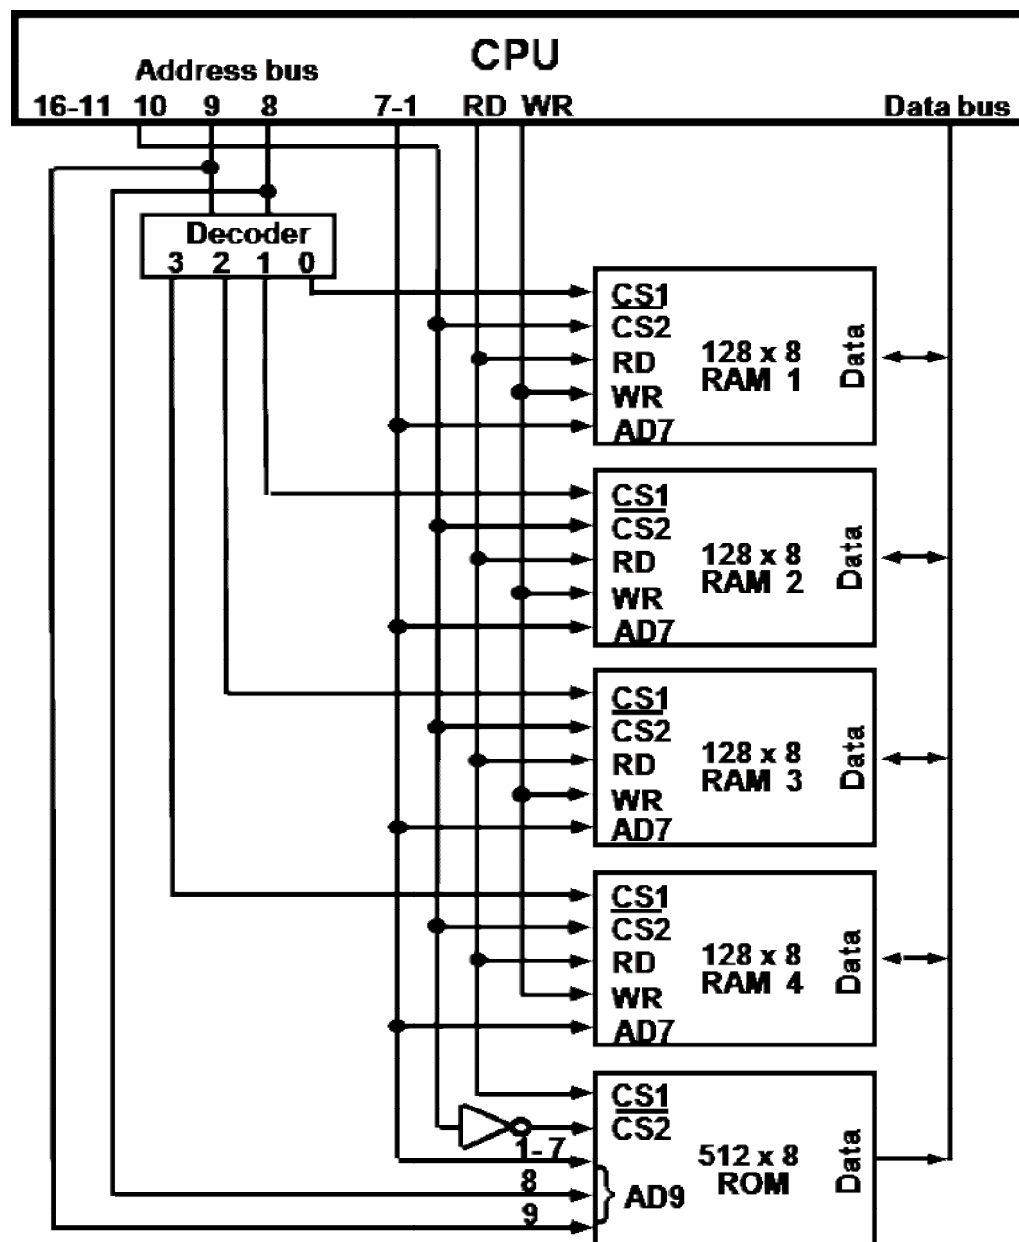 CPU
Address bus
16-11 10 9 8 7-1 RD WR Data bus
Decoder
3 2 1 0
CS1
CS2
RD
WR
AD7
128 x 8
RAM 1
Data
CS1
CS2
RD
WR
AD7
128 x 8
RAM 2
Data
CS1
CS2
RD
WR
AD7
128 x 8
RAM 3
Data
CS1
CS2
RD
WR
AD7
128 x 8
RAM 4
Data
CS1
CS2
1- 7
8
9
AD9
512 x 8
ROM
Data